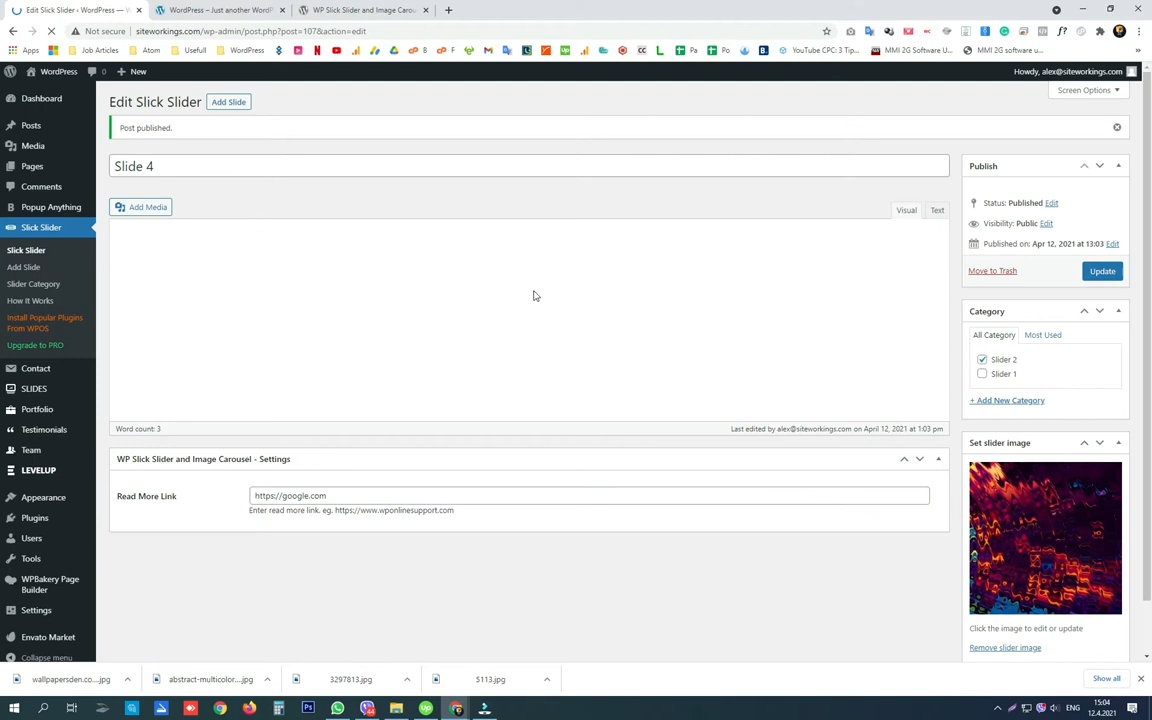 Edit Slick Slider ‹ WordPress — W
WordPress – Just another WordP
WP Slick Slider and Image Carou
Not secure
siteworkings.com/wp-admin/post.php?post=107&action=edit
Apps
Job Articles
Atom
Usefull
WordPress
B
F
Pa
Po
YouTube CPC: 3 Tip...
MMI 2G Software U...
MMI 2G software u...
WordPress
0
New
Howdy, alex@siteworkings.com
Dashboard
Posts
Media
Pages
Comments
Popup Anything
Slick Slider
Slick Slider
Add Slide
Slider Category
How It Works
Install Popular Plugins
From WPOS
Upgrade to PRO
Contact
SLIDES
Portfolio
Testimonials
Team
LEVELUP
Appearance
Plugins
Users
Tools
WPBakery Page
Builder
Settings
Envato Market
Collapse menu
Screen Options
Edit Slick Slider
Add Slide
Post published.
Slide 4
Add Media
Visual
Text
Word count: 3
Last edited by alex@siteworkings.com on April 12, 2021 at 1:03 pm
WP Slick Slider and Image Carousel - Settings
Read More Link
https://google.com
Enter read more link. eg. https://www.wponlinesupport.com
Publish
Status: Published Edit
Visibility: Public Edit
Published on: Apr 12, 2021 at 13:03 Edit
Move to Trash
Update
Category
All Category
Most Used
Slider 2
Slider 1
+ Add New Category
Set slider image
Click the image to edit or update
Remove slider image
wallpapersden.co....jpg
abstract-multicolor....jpg
3297813.jpg
5113.jpg
Show all
ENG
15:04
12.4.2021